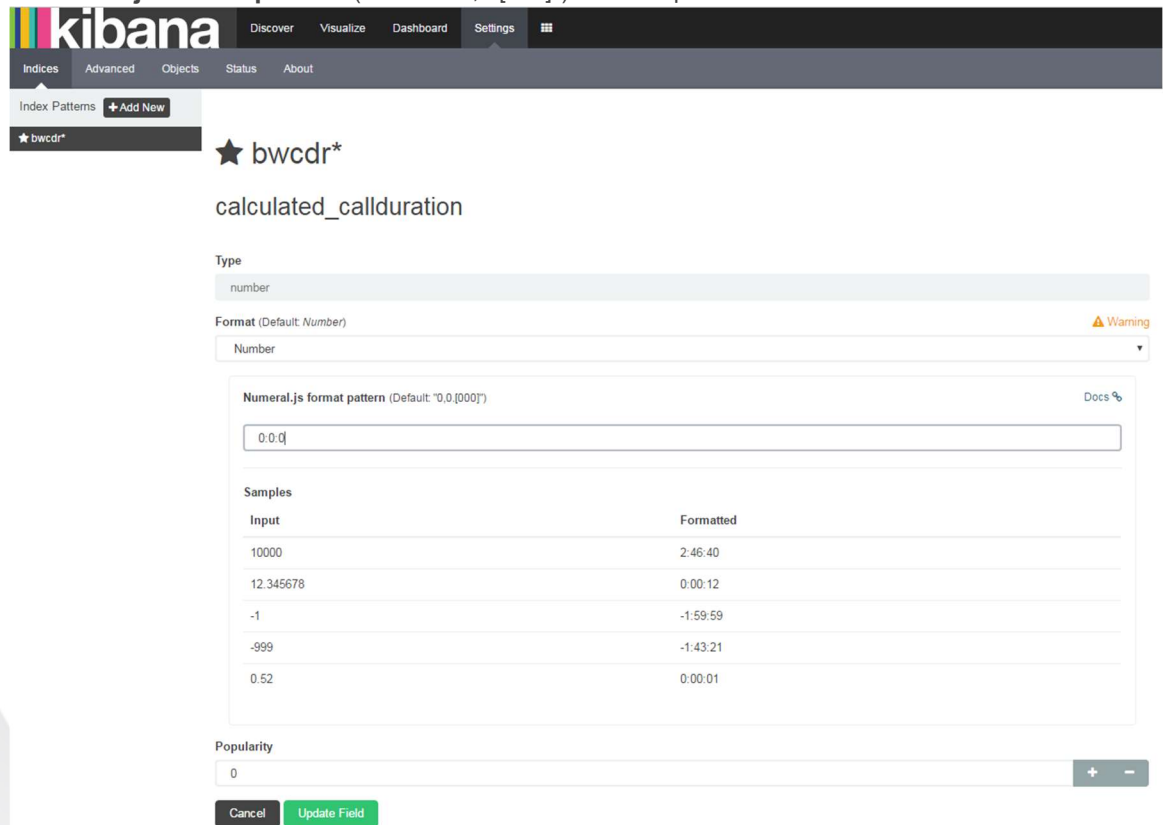 kibana Discover Visualize Dashboard Settings
Indices Advanced Objects Status About
Index Patterns + Add New
bwcdr*
bwcdr*
calculated_callduration
Type
number
Format (Default: Number) Warning
Number
Numeral.js format pattern (Default: "0,0.[000]") Docs
0:0:0
Samples
Input Formatted
10000 2:46:40
12.345678 0:00:12
-1 -1:59:59
-999 -1:43:21
0.52 0:00:01
Popularity
0 + -
Cancel Update Field